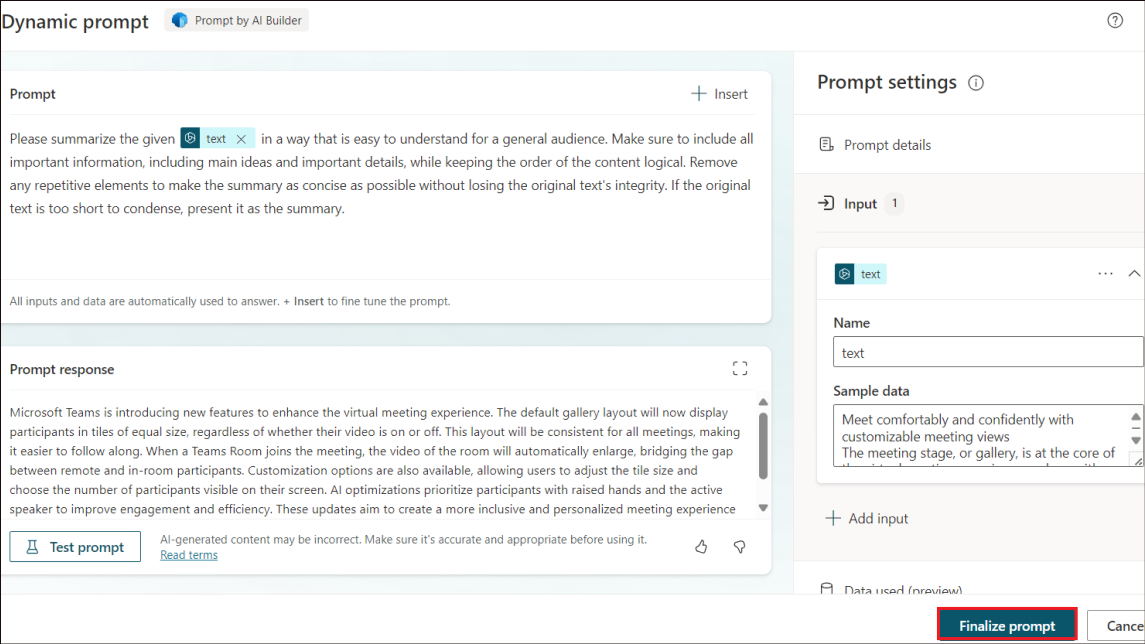 Dynamic prompt
Prompt by AI Builder
Prompt
Insert
Please summarize the given text in a way that is easy to understand for a general audience. Make sure to include all
important information, including main ideas and important details, while keeping the order of the content logical. Remove
any repetitive elements to make the summary as concise as possible without losing the original text's integrity. If the original
text is too short to condense, present it as the summary.
All inputs and data are automatically used to answer. + Insert to fine tune the prompt.
Prompt response
Microsoft Teams is introducing new features to enhance the virtual meeting experience. The default gallery layout will now display
participants in tiles of equal size, regardless of whether their video is on or off. This layout will be consistent for all meetings, making
it easier to follow along. When a Teams Room joins the meeting, the video of the room will automatically enlarge, bridging the gap
between remote and in-room participants. Customization options are also available, allowing users to adjust the tile size and
choose the number of participants visible on their screen. AI optimizations prioritize participants with raised hands and the active
speaker to improve engagement and efficiency. These updates aim to create a more inclusive and personalized meeting experience
Test prompt
AI-generated content may be incorrect. Make sure it's accurate and appropriate before using it.
Read terms
Prompt settings
Prompt details
Input 1
text
Name
text
Sample data
Meet comfortably and confidently with
customizable meeting views
The meeting stage, or gallery, is at the core of
Add input
Data used (preview)
Finalize prompt
Cance